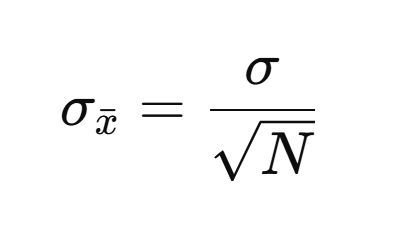 σ_x̄ = σ / √N